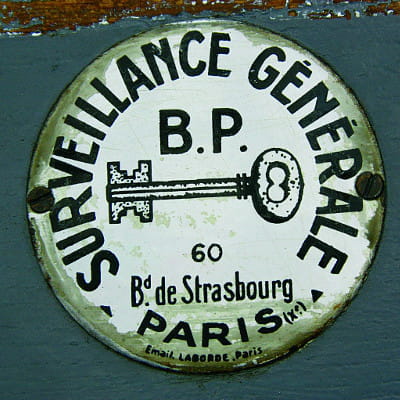 SURVEILLANCE GÉNÉRALE
B.P.
60
Bd. de Strasbourg
PARIS (Xe)
Email. LABORDE. Paris